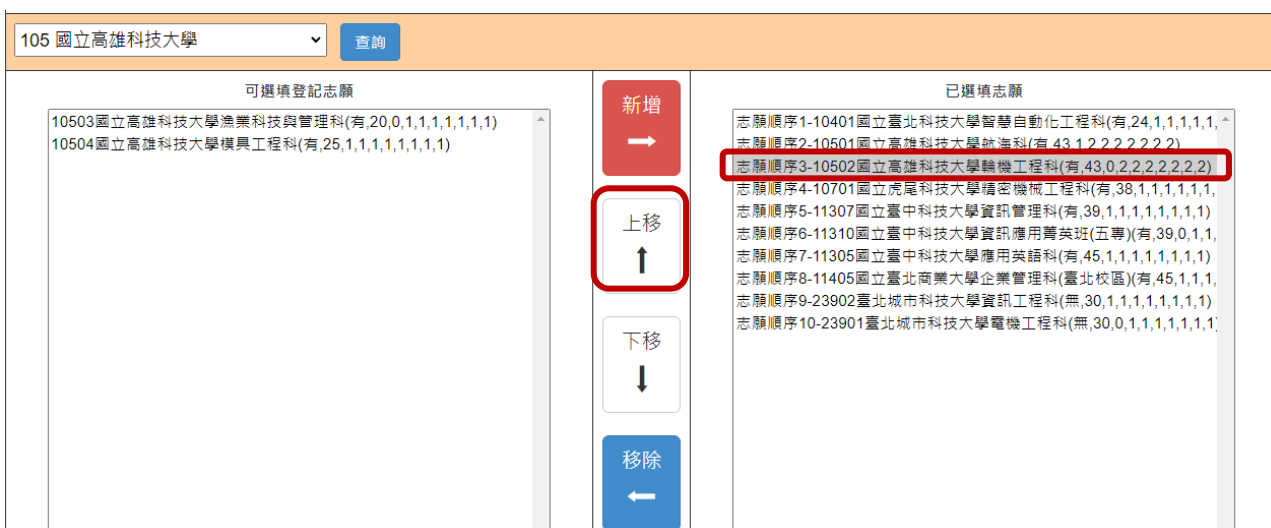 105 國立高雄科技大學
查詢
可選填登記志願
10503國立高雄科技大學漁業科技與管理科(有,20,0,1,1,1,1,1,1,1)
10504國立高雄科技大學模具工程科(有,25,1,1,1,1,1,1,1,1)
新增
上移
下移
移除
已選填志願
志願順序1-10401國立臺北科技大學智慧自動化工程科(有,24,1,1,1,1,1,
志願順序2-10501國立高雄科技大學航海科(有,43,1,2,2,2,2,2,2,2)
志願順序3-10502國立高雄科技大學輪機工程科(有,43,0,2,2,2,2,2,2,2)
志願順序4-10701國立虎尾科技大學精密機械工程科(有,38,1,1,1,1,1,1,
志願順序5-11307國立臺中科技大學資訊管理科(有,39,1,1,1,1,1,1,1,1)
志願順序6-11310國立臺中科技大學資訊應用菁英班(五專)(有,39,0,1,1,
志願順序7-11305國立臺中科技大學應用英語科(有,45,1,1,1,1,1,1,1,1)
志願順序8-11405國立臺北商業大學企業管理科(臺北校區)(有,45,1,1,1,
志願順序9-23902臺北城市科技大學資訊工程科(無,30,1,1,1,1,1,1,1,1)
志願順序10-23901臺北城市科技大學電機工程科(無,30,0,1,1,1,1,1,1,1)